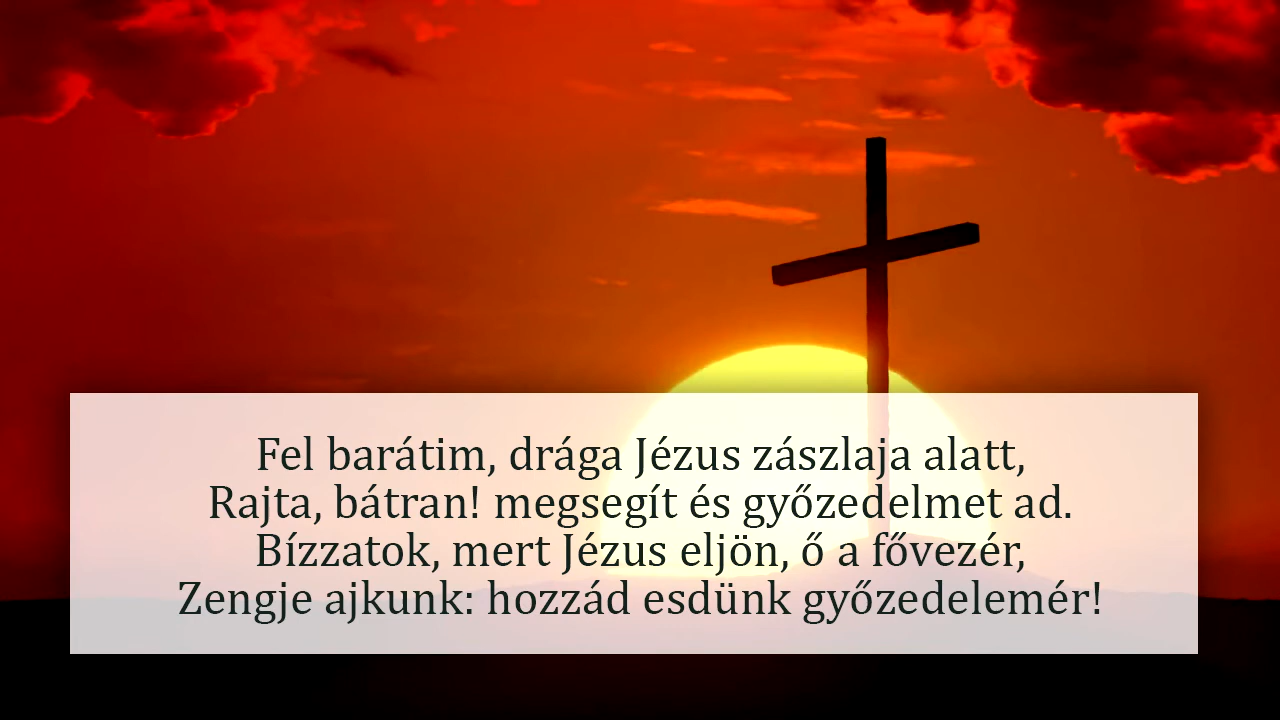 Fel barátim, drága Jézus zászlaja alatt,
Rajta, bátran! megsegít és győzedelmet ad.
Bízzatok, mert Jézus eljön, ő a fővezér,
Zengje ajkunk: hozzád esdünk győzedelemér!